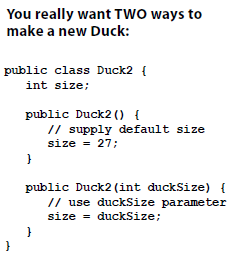 You really want TWO ways to
make a new Duck:
public class Duck2 {
int size;
public Duck2() {
// supply default size
size = 27;
}
public Duck2(int duckSize) {
// use duckSize parameter
size = duckSize;
}
}